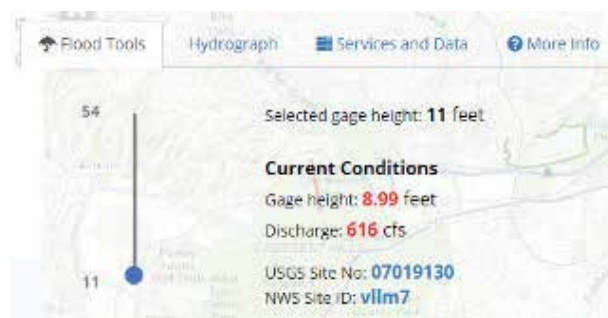 Flood Tools Hydrograph Services and Data More Info
54
Selected gage height: 11 feet
Current Conditions
Gage height: 8.99 feet
Discharge: 616 cfs
USGS Site No: 07019130
11
NWS Site ID: vllm7